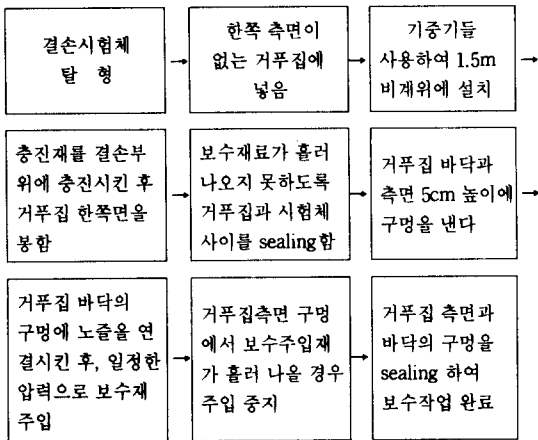 결손시험체
탈 형
한쪽 측면이
없는 거푸집에
넣음
기중기들
사용하여 1.5m
비계위에 설치
충진재를 결손부
위에 충진시킨 후
거푸집 한쪽면을
봉함
보수재료가 흘러
나오지 못하도록
거푸집과 시험체
사이를 sealing함
거푸집 바닥과
측면 5cm 높이에
구멍을 낸다
거푸집 바닥의
구멍에 노즐을 연
결시킨 후, 일정한
압력으로 보수재
주입
거푸집측면 구멍
에서 보수주입재
가 흘러 나올 경우
주입 중지
거푸집 측면과
바닥의 구멍을
sealing 하여
보수작업 완료